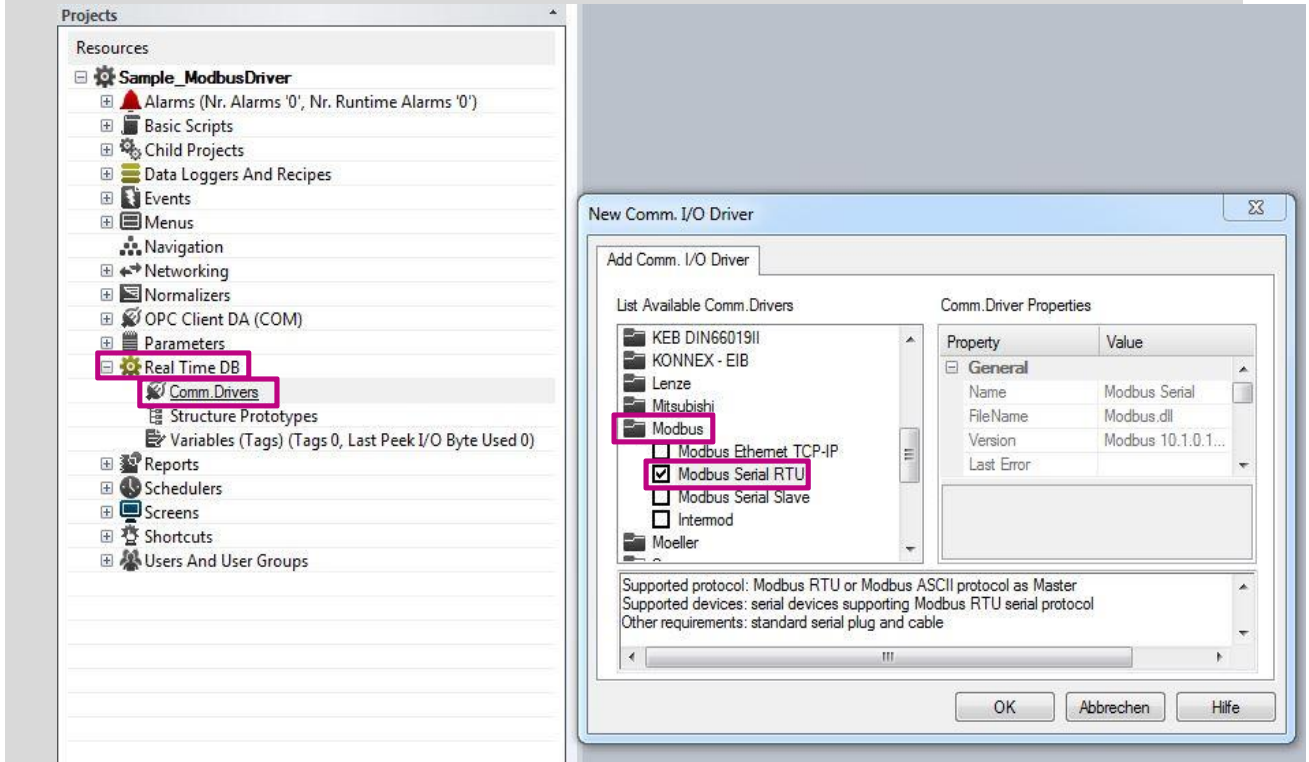 Projects
Resources
Sample_ModbusDriver
Alarms (Nr. Alarms '0', Nr. Runtime Alarms '0')
Basic Scripts
Child Projects
Data Loggers And Recipes
Events
Menus
Navigation
Networking
Normalizers
OPC Client DA (COM)
Parameters
Real Time DB
Comm.Drivers
Structure Prototypes
Variables (Tags) (Tags 0, Last Peek I/O Byte Used 0)
Reports
Schedulers
Screens
Shortcuts
Users And User Groups
New Comm. I/O Driver
Add Comm. I/O Driver
List Available Comm.Drivers
KEB DIN66019II
KONNEX - EIB
Lenze
Mitsubishi
Modbus
Modbus Ethernet TCP-IP
Modbus Serial RTU
Modbus Serial Slave
Intermod
Moeller
Comm.Driver Properties
Property Value
General
Name Modbus Serial
FileName Modbus.dll
Version Modbus 10.1.0.1...
Last Error
Supported protocol: Modbus RTU or Modbus ASCII protocol as Master
Supported devices: serial devices supporting Modbus RTU serial protocol
Other requirements: standard serial plug and cable
OK Abbrechen Hilfe